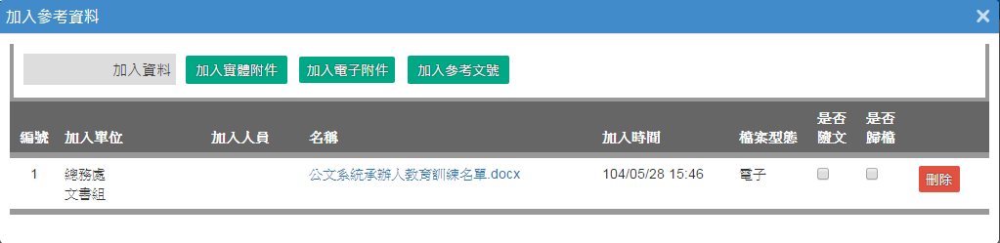 加入參考資料
加入資料 加入實體附件 加入電子附件 加入參考文號
編號 加入單位 加入人員 名稱 加入時間 檔案型態 是否隨文 是否歸檔
1 總務處 公文系統承辦人教育訓練名單.docx 104/05/28 15:46 電子 刪除
文書組